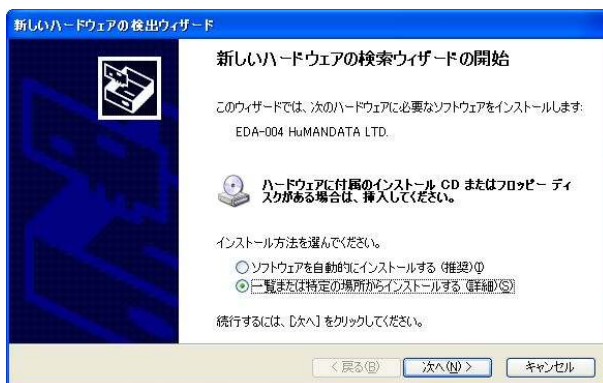 新しいハードウェアの検出ウィザード
新しいハードウェアの検索ウィザードの開始
このウィザードでは、次のハードウェアに必要なソフトウェアをインストールします:
EDA-004 HuMANDATA LTD.
ハードウェアに付属のインストール CD またはフロッピー ディ
スクがある場合は、挿入してください。
インストール方法を選んでください。
ソフトウェアを自動的にインストールする (推奨)(I)
一覧または特定の場所からインストールする (詳細)(S)
続行するには、[次へ] をクリックしてください。
< 戻る(B) 次へ(N) > キャンセル